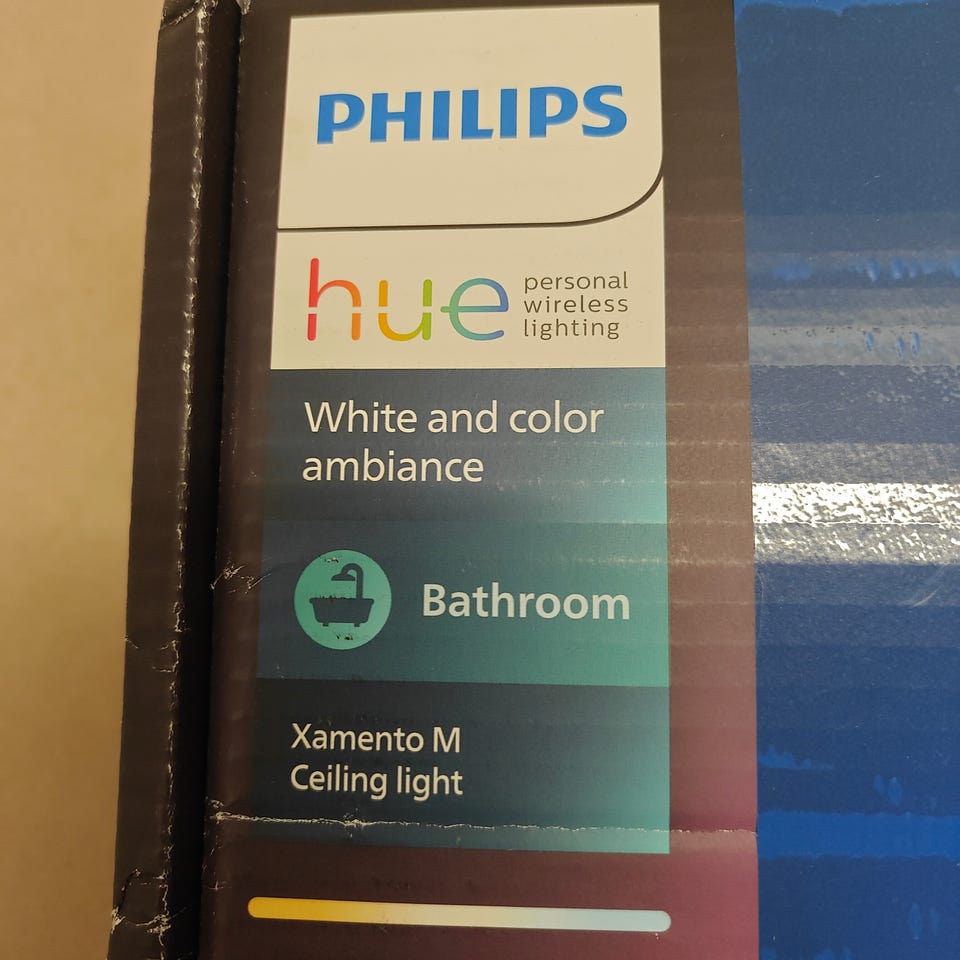 PHILIPS
hue
personal
wireless
lighting
White and color
ambiance
Bathroom
Xamento M
Ceiling light